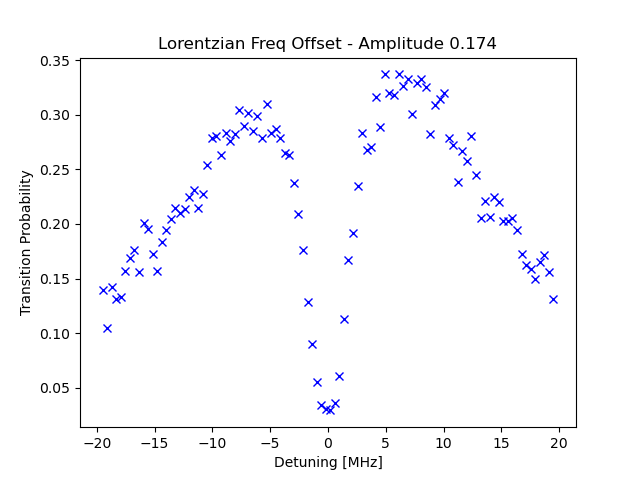 Lorentzian Freq Offset - Amplitude 0.174
0.35
0.30
0.25
0.20
0.15
0.10
0.05
Transition Probability
−20 −15 −10 −5 0 5 10 15 20
Detuning [MHz]